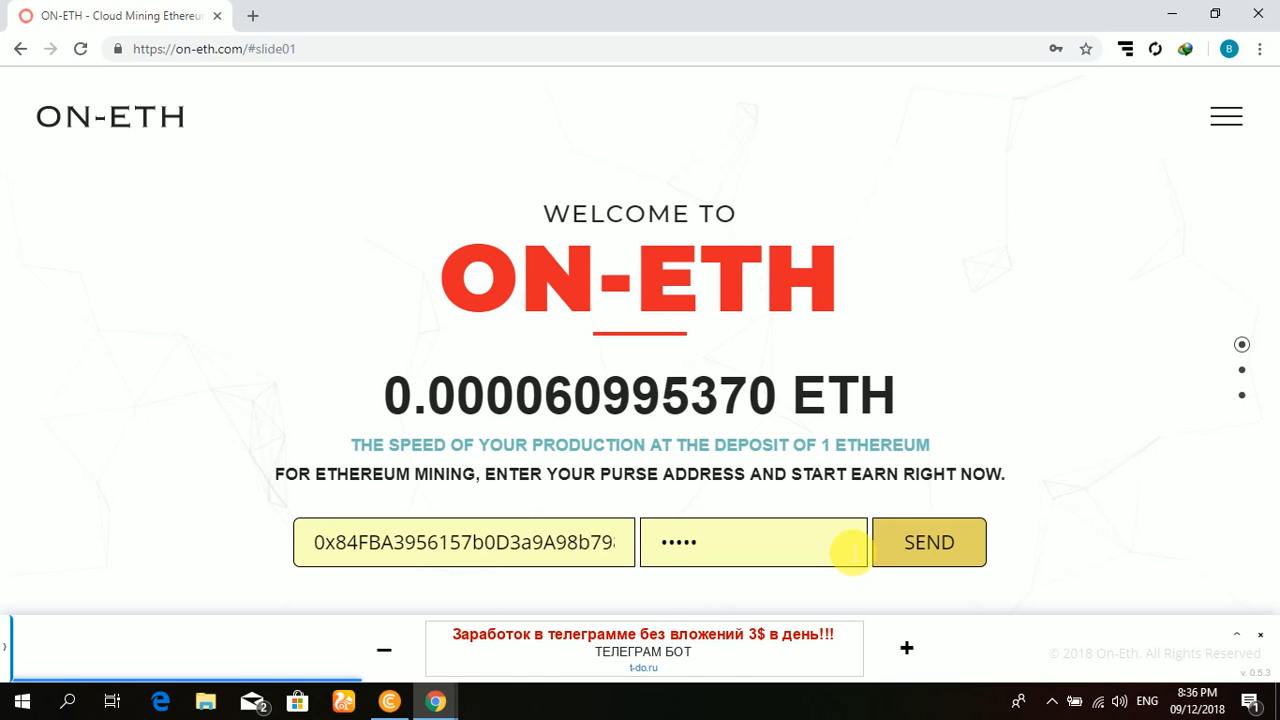 ON-ETH - Cloud Mining Ethereu
https://on-eth.com/#slide01
B
ON-ETH
WELCOME TO
ON-ETH
0.000060995370 ETH
THE SPEED OF YOUR PRODUCTION AT THE DEPOSIT OF 1 ETHEREUM
FOR ETHEREUM MINING, ENTER YOUR PURSE ADDRESS AND START EARN RIGHT NOW.
0x84FBA3956157b0D3a9A98b79
•••••
SEND
Заработок в телеграмме без вложений 3$ в день!!!
ТЕЛЕГРАМ БОТ
t-do.ru
© 2018 On-Eth. All Rights Reserved
v. 0.5.3
2
ENG
8:36 PM
09/12/2018
1